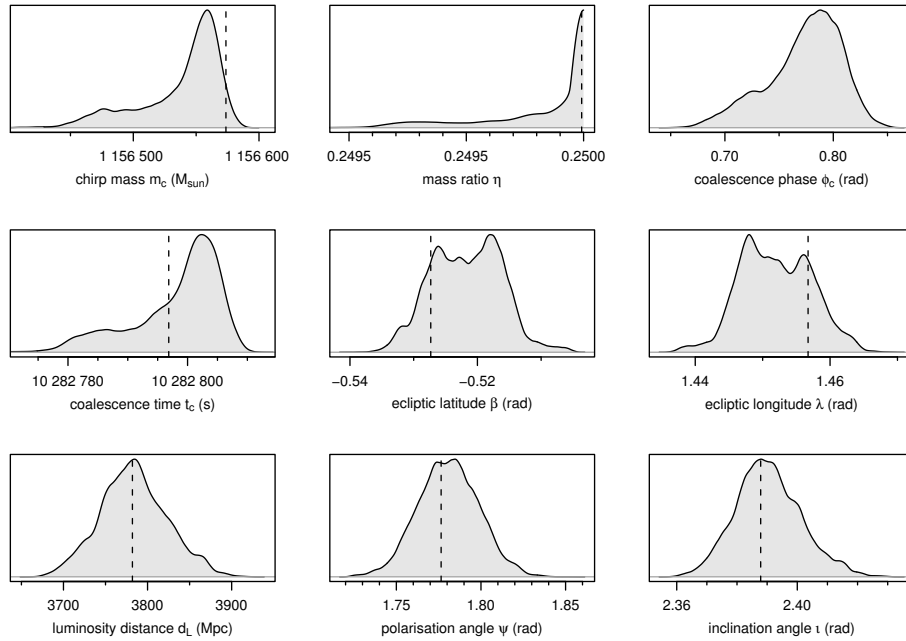 1 156 500 1 156 600
chirp mass m_c (M_sun)
0.2495 0.2495 0.2500
mass ratio η
0.70 0.80
coalescence phase ϕ_c (rad)
10 282 780 10 282 800
coalescence time t_c (s)
−0.54 −0.52
ecliptic latitude β (rad)
1.44 1.46
ecliptic longitude λ (rad)
3700 3800 3900
luminosity distance d_L (Mpc)
1.75 1.80 1.85
polarisation angle ψ (rad)
2.36 2.40
inclination angle ι (rad)